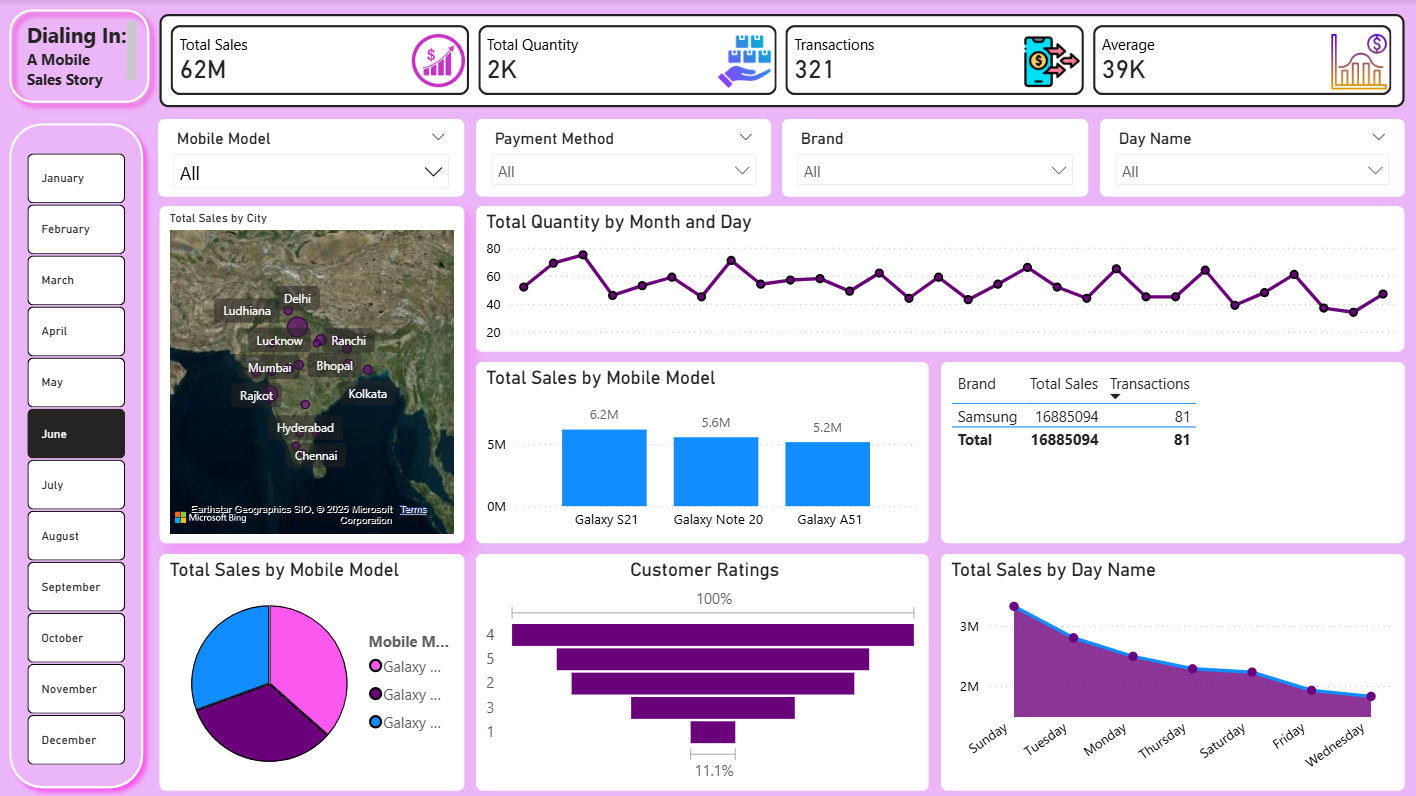 Dialing In:
A Mobile
Sales Story
Total Sales
62M
Total Quantity
2K
Transactions
321
Average
39K
Mobile Model
All
Payment Method
All
Brand
All
Day Name
All
January
February
March
April
May
June
July
August
September
October
November
December
Total Sales by City
Delhi
Ludhiana
Lucknow
Ranchi
Mumbai
Bhopal
Rajkot
Kolkata
Hyderabad
Chennai
Earthstar Geographics SIO, © 2025 Microsoft Corporation Terms
Microsoft Bing
Total Quantity by Month and Day
80
60
40
20
Total Sales by Mobile Model
6.2M
5.6M
5.2M
5M
0M
Galaxy S21
Galaxy Note 20
Galaxy A51
Brand Total Sales Transactions
Samsung 16885094 81
Total 16885094 81
Total Sales by Mobile Model
Mobile M...
Galaxy ...
Galaxy ...
Galaxy ...
Customer Ratings
100%
4
5
2
3
1
11.1%
Total Sales by Day Name
3M
2M
Sunday
Tuesday
Monday
Thursday
Saturday
Friday
Wednesday